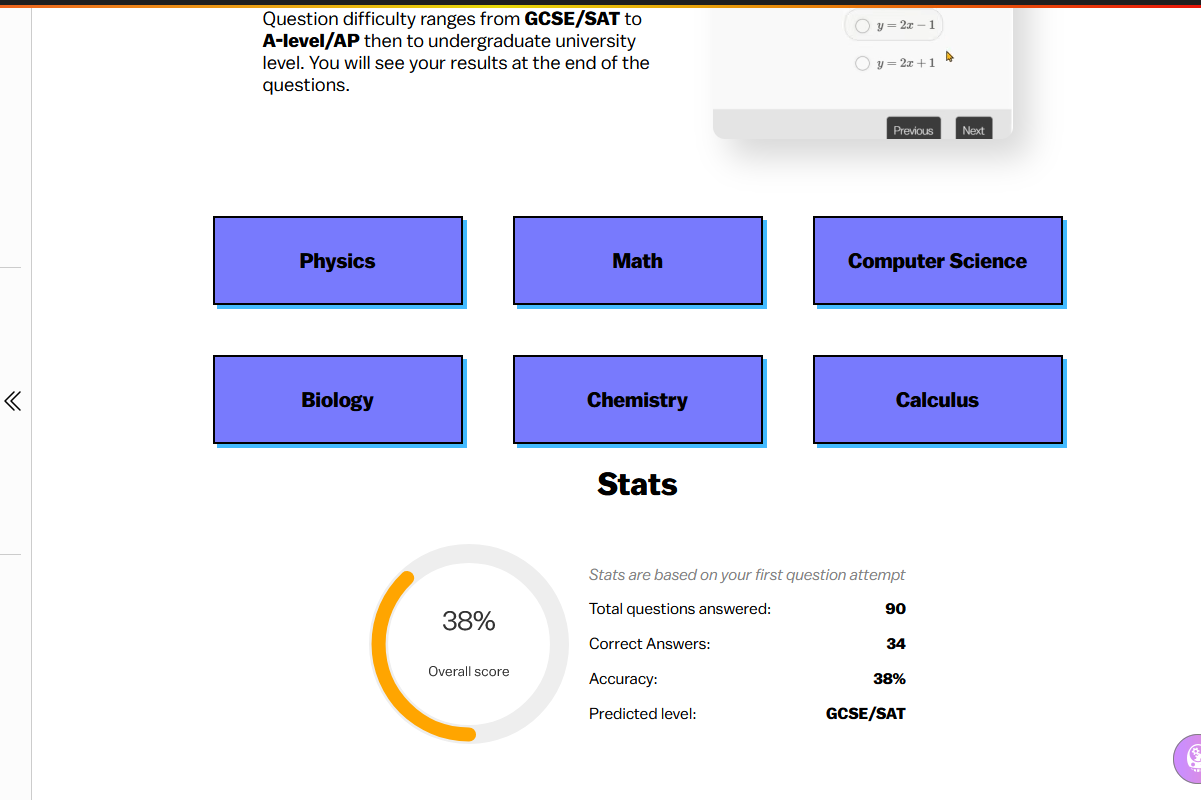 Question difficulty ranges from GCSE/SAT to
A-level/AP then to undergraduate university
level. You will see your results at the end of the
questions.
y = 2x − 1
y = 2x + 1
Previous Next
Physics Math Computer Science
Biology Chemistry Calculus
Stats
38%
Overall score
Stats are based on your first question attempt
Total questions answered: 90
Correct Answers: 34
Accuracy: 38%
Predicted level: GCSE/SAT